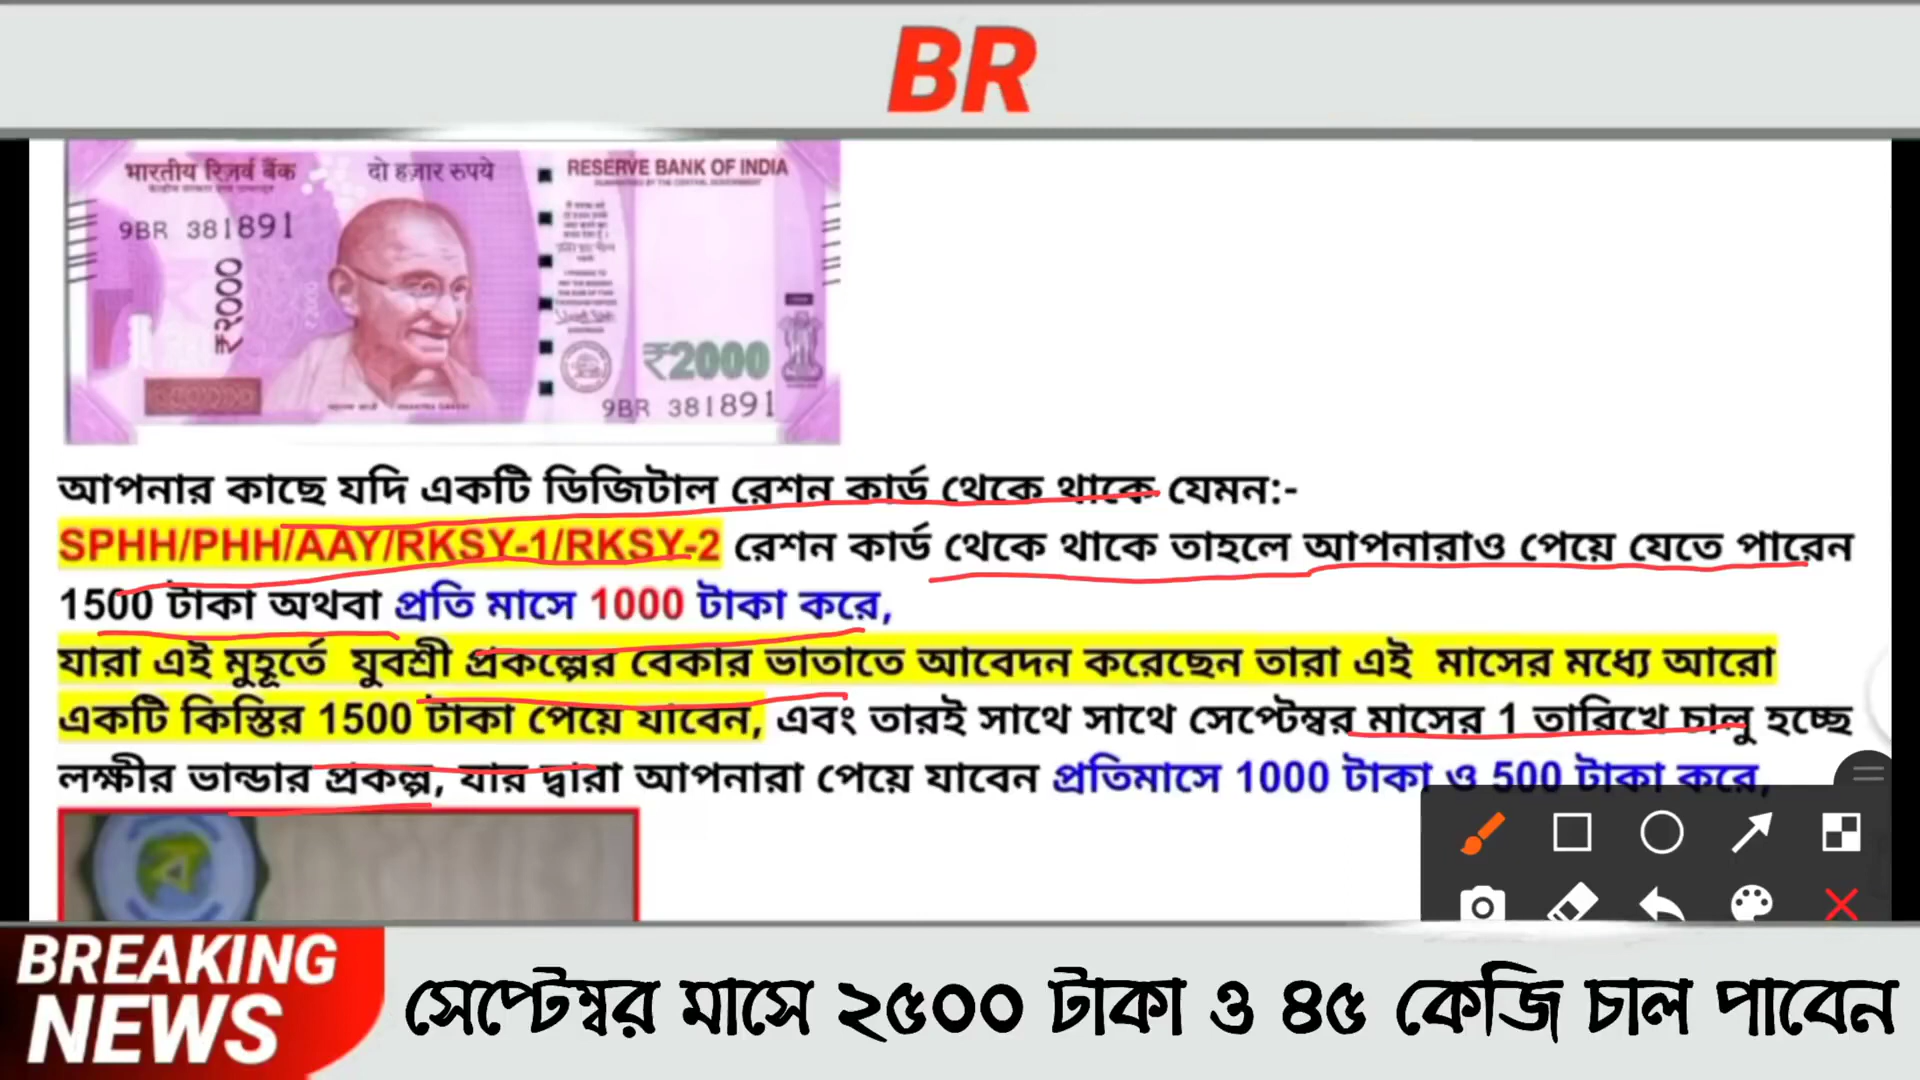 BR
भारतीय रिज़र्व बैंक
दो हज़ार रुपये
RESERVE BANK OF INDIA
9BR 381891
₹2000
₹२०००
9BR 381891
আপনার কাছে যদি একটি ডিজিটাল রেশন কার্ড থেকে থাকে যেমন:-
SPHH/PHH/AAY/RKSY-1/RKSY-2 রেশন কার্ড থেকে থাকে তাহলে আপনারাও পেয়ে যেতে পারেন
1500 টাকা অথবা প্রতি মাসে 1000 টাকা করে,
যারা এই মুহূর্তে যুবশ্রী প্রকল্পের বেকার ভাতাতে আবেদন করেছেন তারা এই মাসের মধ্যে আরো
একটি কিস্তির 1500 টাকা পেয়ে যাবেন, এবং তারই সাথে সাথে সেপ্টেম্বর মাসের 1 তারিখে চালু হচ্ছে
লক্ষীর ভান্ডার প্রকল্প, যার দ্বারা আপনারা পেয়ে যাবেন প্রতিমাসে 1000 টাকা ও 500 টাকা করে,
BREAKING
NEWS
সেপ্টেম্বর মাসে ২৫০০ টাকা ও ৪৫ কেজি চাল পাবেন